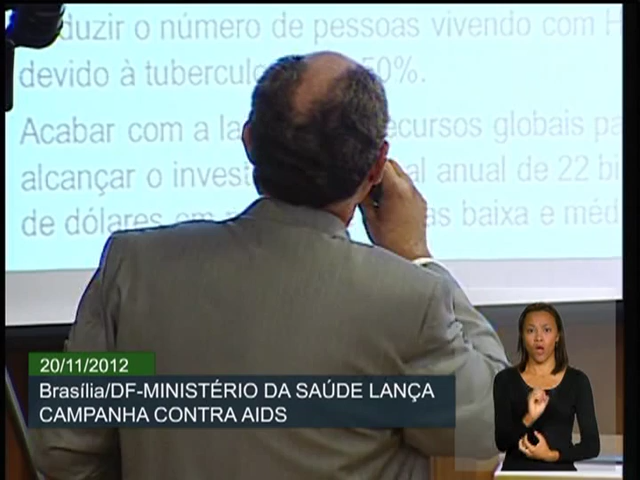 duzir o número de pessoas vivendo com H
devido à tubercul 50%.
Acabar com a la recursos globais pa
alcançar o invest al anual de 22 bi
de dólares em as baixa e méd
20/11/2012
Brasília/DF-MINISTÉRIO DA SAÚDE LANÇA
CAMPANHA CONTRA AIDS